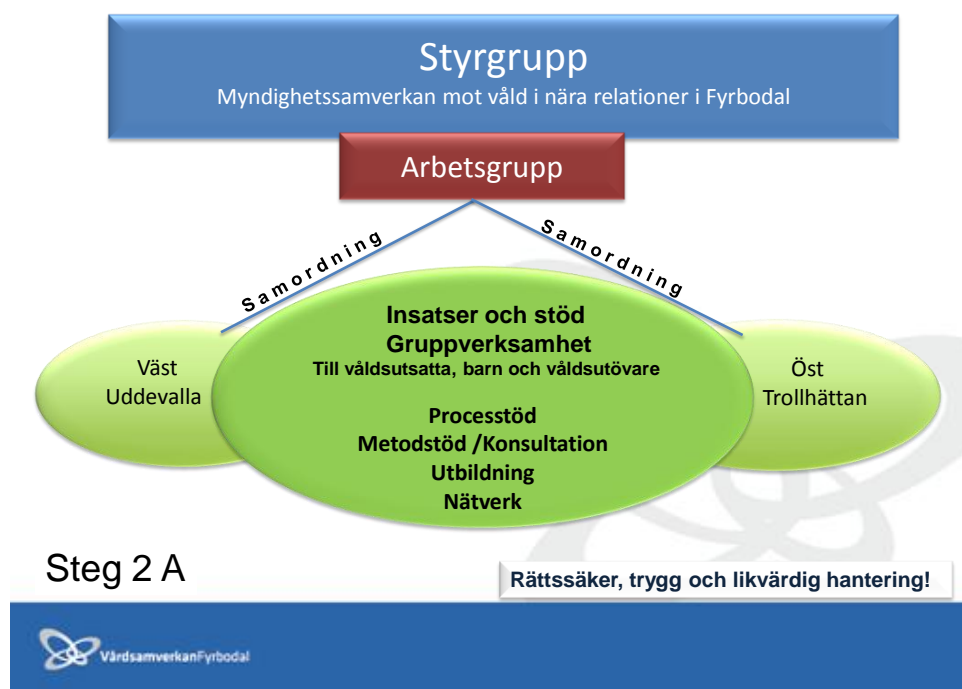 Styrgrupp
Myndighetssamverkan mot våld i nära relationer i Fyrbodal
Arbetsgrupp
Samordning
Samordning
Insatser och stöd
Gruppverksamhet
Till våldsutsatta, barn och våldsutövare
Processtöd
Metodstöd /Konsultation
Utbildning
Nätverk
Väst
Uddevalla
Öst
Trollhättan
Steg 2 A
Rättssäker, trygg och likvärdig hantering!
VårdsamverkanFyrbodal